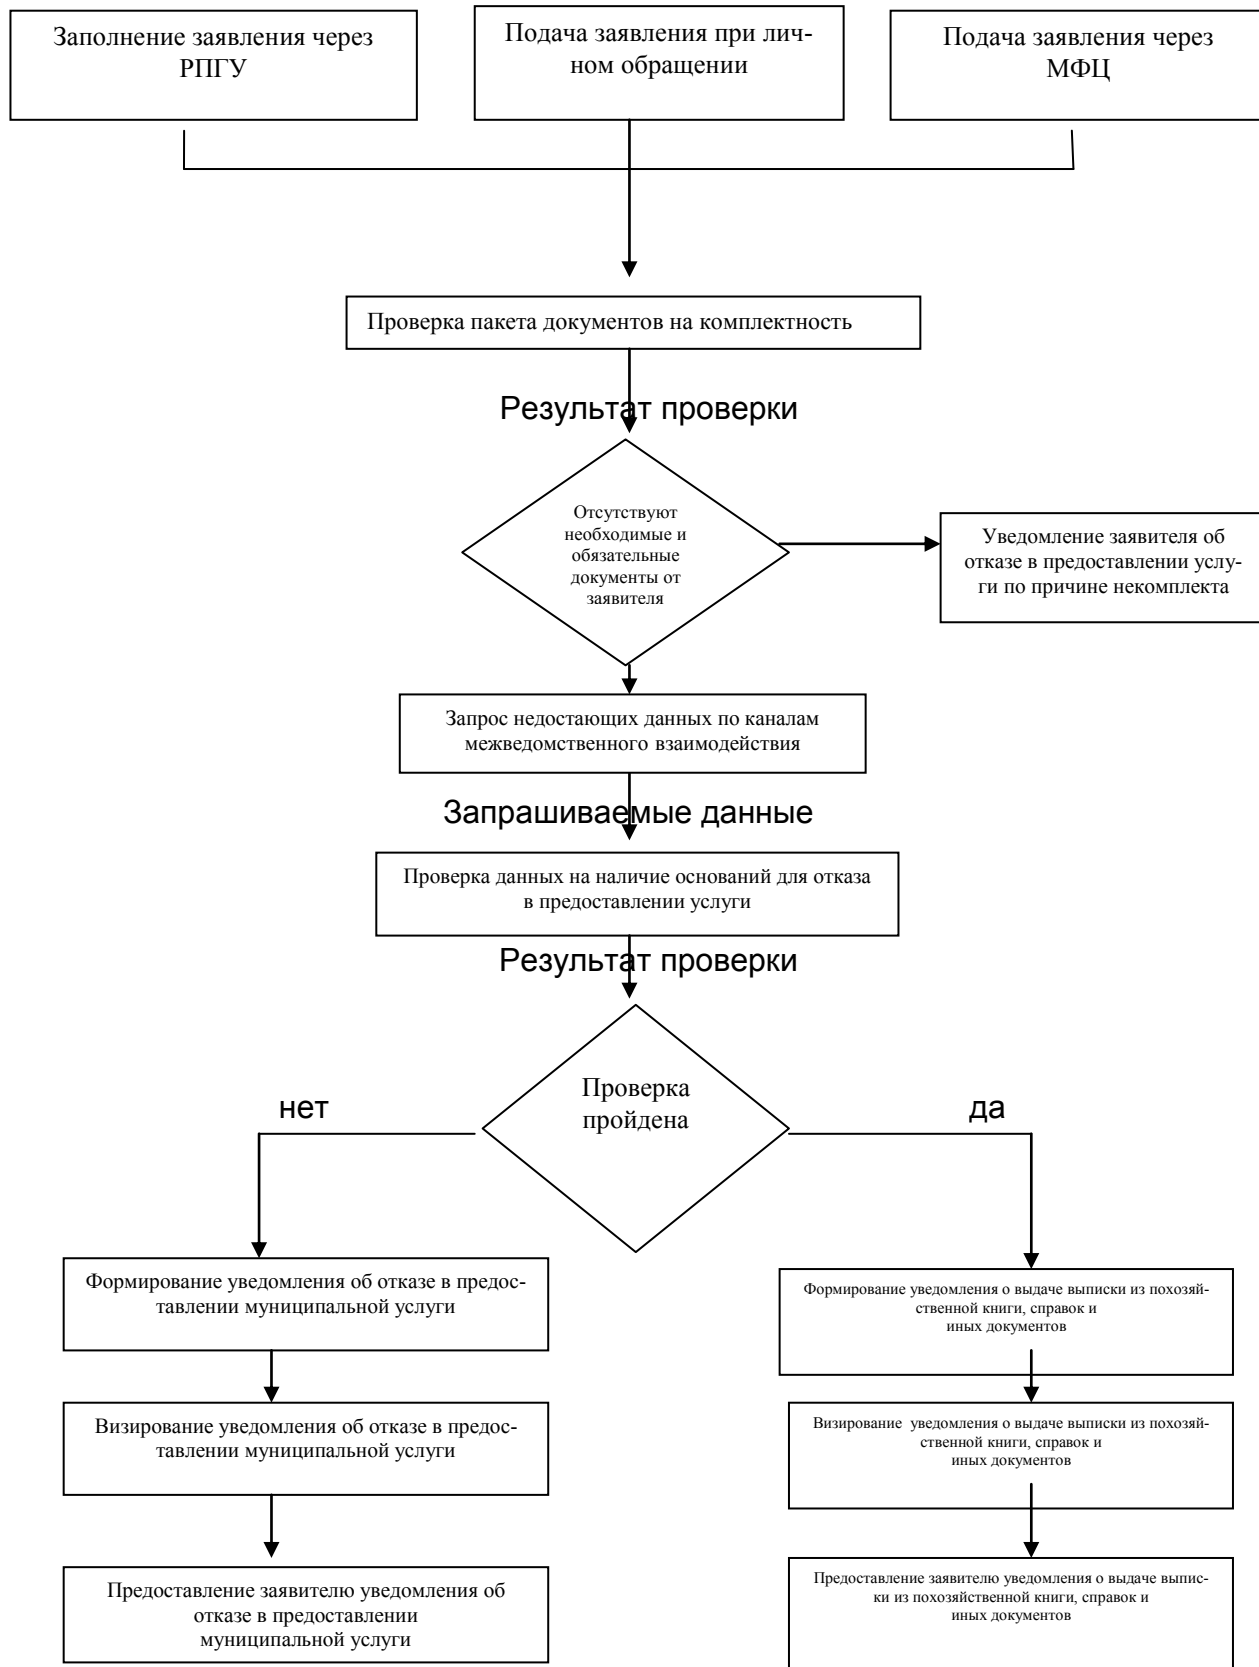 Заполнение заявления через
РПГУ
Подача заявления при лич-
ном обращении
Подача заявления через
МФЦ
Проверка пакета документов на комплектность
Результат проверки
Отсутствуют
необходимые и
обязательные
документы от
заявителя
Уведомление заявителя об
отказе в предоставлении услу-
ги по причине некомплекта
Запрос недостающих данных по каналам
межведомственного взаимодействия
Запрашиваемые данные
Проверка данных на наличие оснований для отказа
в предоставлении услуги
Результат проверки
Проверка
пройдена
нет
да
Формирование уведомления об отказе в предос-
тавлении муниципальной услуги
Формирование уведомления о выдаче выписки из похозяй-
ственной книги, справок и
иных документов
Визирование уведомления об отказе в предос-
тавлении муниципальной услуги
Визирование  уведомления о выдаче выписки из похозяй-
ственной книги, справок и
иных документов
Предоставление заявителю уведомления об
отказе в предоставлении
муниципальной услуги
Предоставление заявителю уведомления о выдаче выпис-
ки из похозяйственной книги, справок и
иных документов